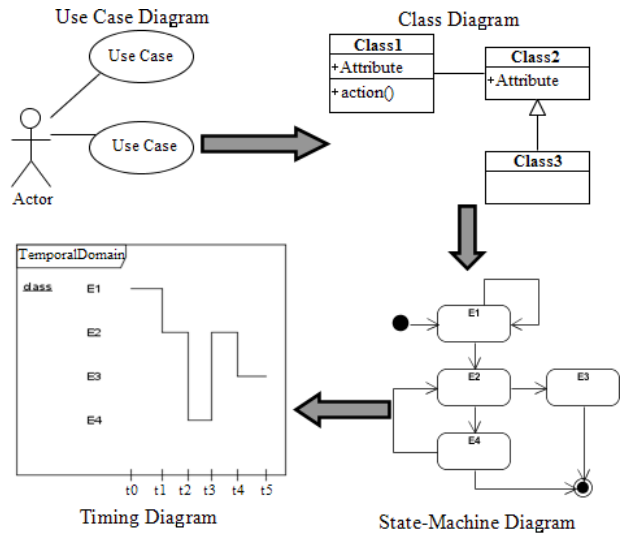 Use Case Diagram
Use Case
Use Case
Actor
Class Diagram
Class1
+Attribute
+action()
Class2
+Attribute
Class3
TemporalDomain
class
E1
E2
E3
E4
t0 t1 t2 t3 t4 t5
Timing Diagram
E1
E2
E3
E4
State-Machine Diagram